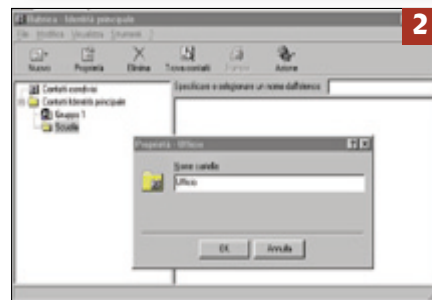 Rubrica - Identità principale
2
File Modifica Visualizza Strumenti ?
Nuovo Proprietà Elimina Trova contatti Stampa Azione
Specificare o selezionare un nome dall'elenco:
Contatti condivisi
Contatti Identità principale
Gruppo 1
Scuola
Proprietà - Ufficio
Nome cartella:
Ufficio
OK Annulla